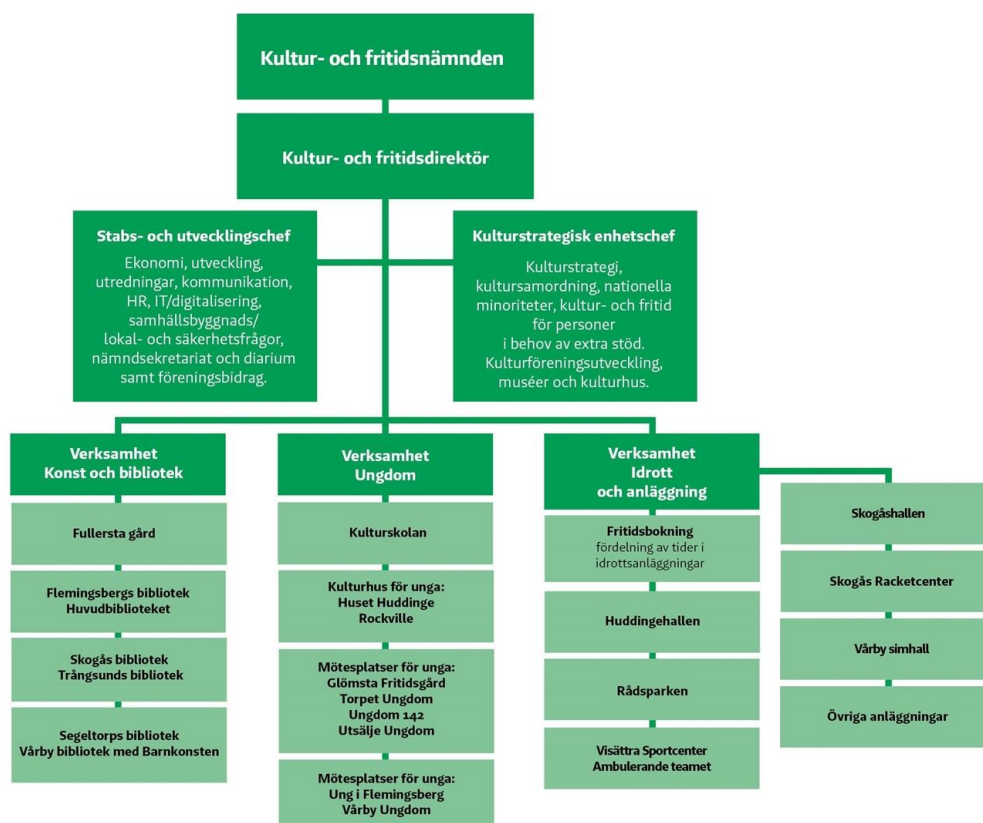 Kultur- och fritidsnämnden
Kultur- och fritidsdirektör
Stabs- och utvecklingschef
Ekonomi, utveckling,
utredningar, kommunikation,
HR, IT/digitalisering,
samhällsbyggnads/
lokal- och säkerhetsfrågor,
nämndsekretariat och diarium
samt föreningsbidrag.
Kulturstrategisk enhetschef
Kulturstrategi,
kultursamordning, nationella
minoriteter, kultur- och fritid
för personer
i behov av extra stöd.
Kulturföreningsutveckling,
muséer och kulturhus.
Verksamhet
Konst och bibliotek
Fullersta gård
Flemingsbergs bibliotek
Huvudbiblioteket
Skogås bibliotek
Trångsunds bibliotek
Segeltorps bibliotek
Vårby bibliotek med Barnkonsten
Verksamhet
Ungdom
Kulturskolan
Kulturhus för unga:
Huset Huddinge
Rockville
Mötesplatser för unga:
Glömsta Fritidsgård
Torpet Ungdom
Ungdom 142
Utsälje Ungdom
Mötesplatser för unga:
Ung i Flemingsberg
Vårby Ungdom
Verksamhet
Idrott
och anläggning
Fritidsbokning
fördelning av tider i
idrottsanläggningar
Huddingehallen
Rådsparken
Visättra Sportcenter
Ambulerande teamet
Skogåshallen
Skogås Racketcenter
Vårby simhall
Övriga anläggningar